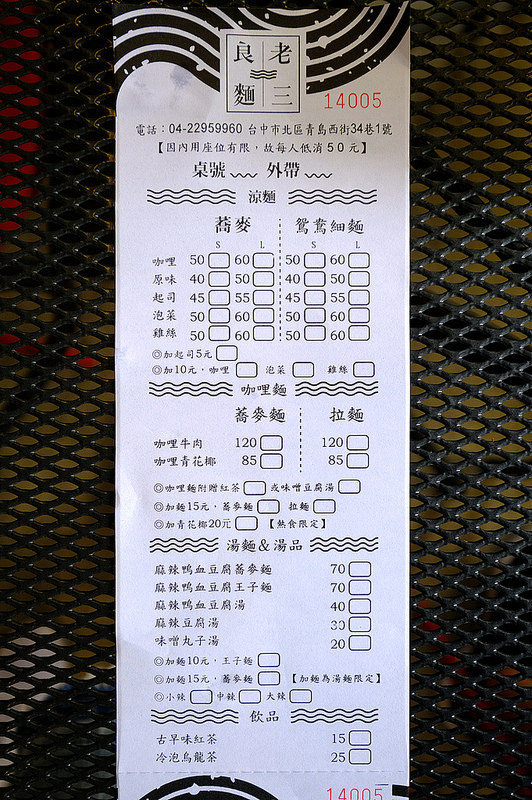 老三
良麵
14005
電話：04-22959960 台中市北區青島西街34巷1號
【因內用座位有限，故每人低消50元】
桌號 外帶
涼麵
蕎麥 鴛鴦細麵
S L S L
咖哩 50 60 50 60
原味 40 50 40 50
起司 45 55 45 55
泡菜 50 60 50 60
雞絲 50 60 50 60
◎加起司5元
◎加10元，咖哩 泡菜 雞絲
咖哩麵
蕎麥麵 拉麵
咖哩牛肉 120 120
咖哩青花椰 85 85
◎咖哩麵附贈紅茶 或味噌豆腐湯
◎加麵15元，蕎麥麵 拉麵
◎加青花椰20元 【熱食限定】
湯麵&湯品
麻辣鴨血豆腐蕎麥麵 70
麻辣鴨血豆腐王子麵 70
麻辣鴨血豆腐湯 40
麻辣豆腐湯 30
味噌丸子湯 20
◎加麵10元，王子麵
◎加麵15元，蕎麥麵 【加麵為湯麵限定】
◎小辣 中辣 大辣
飲品
古早味紅茶 15
冷泡烏龍茶 25
14005